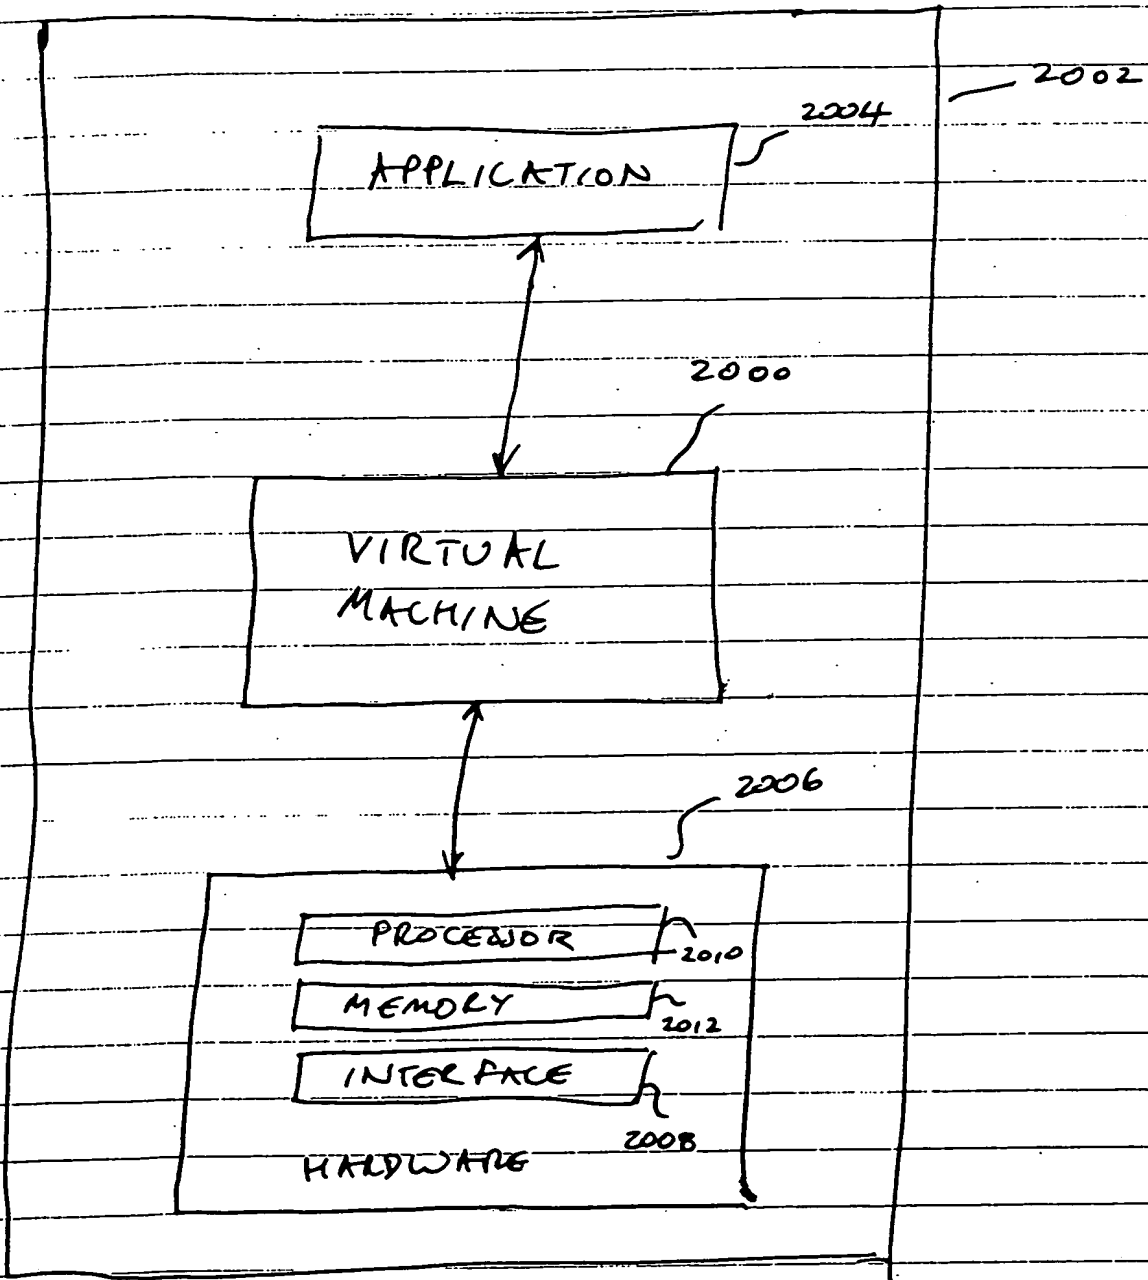 2002
2004
APPLICATION
2000
VIRTUAL
MACHINE
2006
PROCESSOR
2010
MEMORY
2012
INTERFACE
2008
HARDWARE